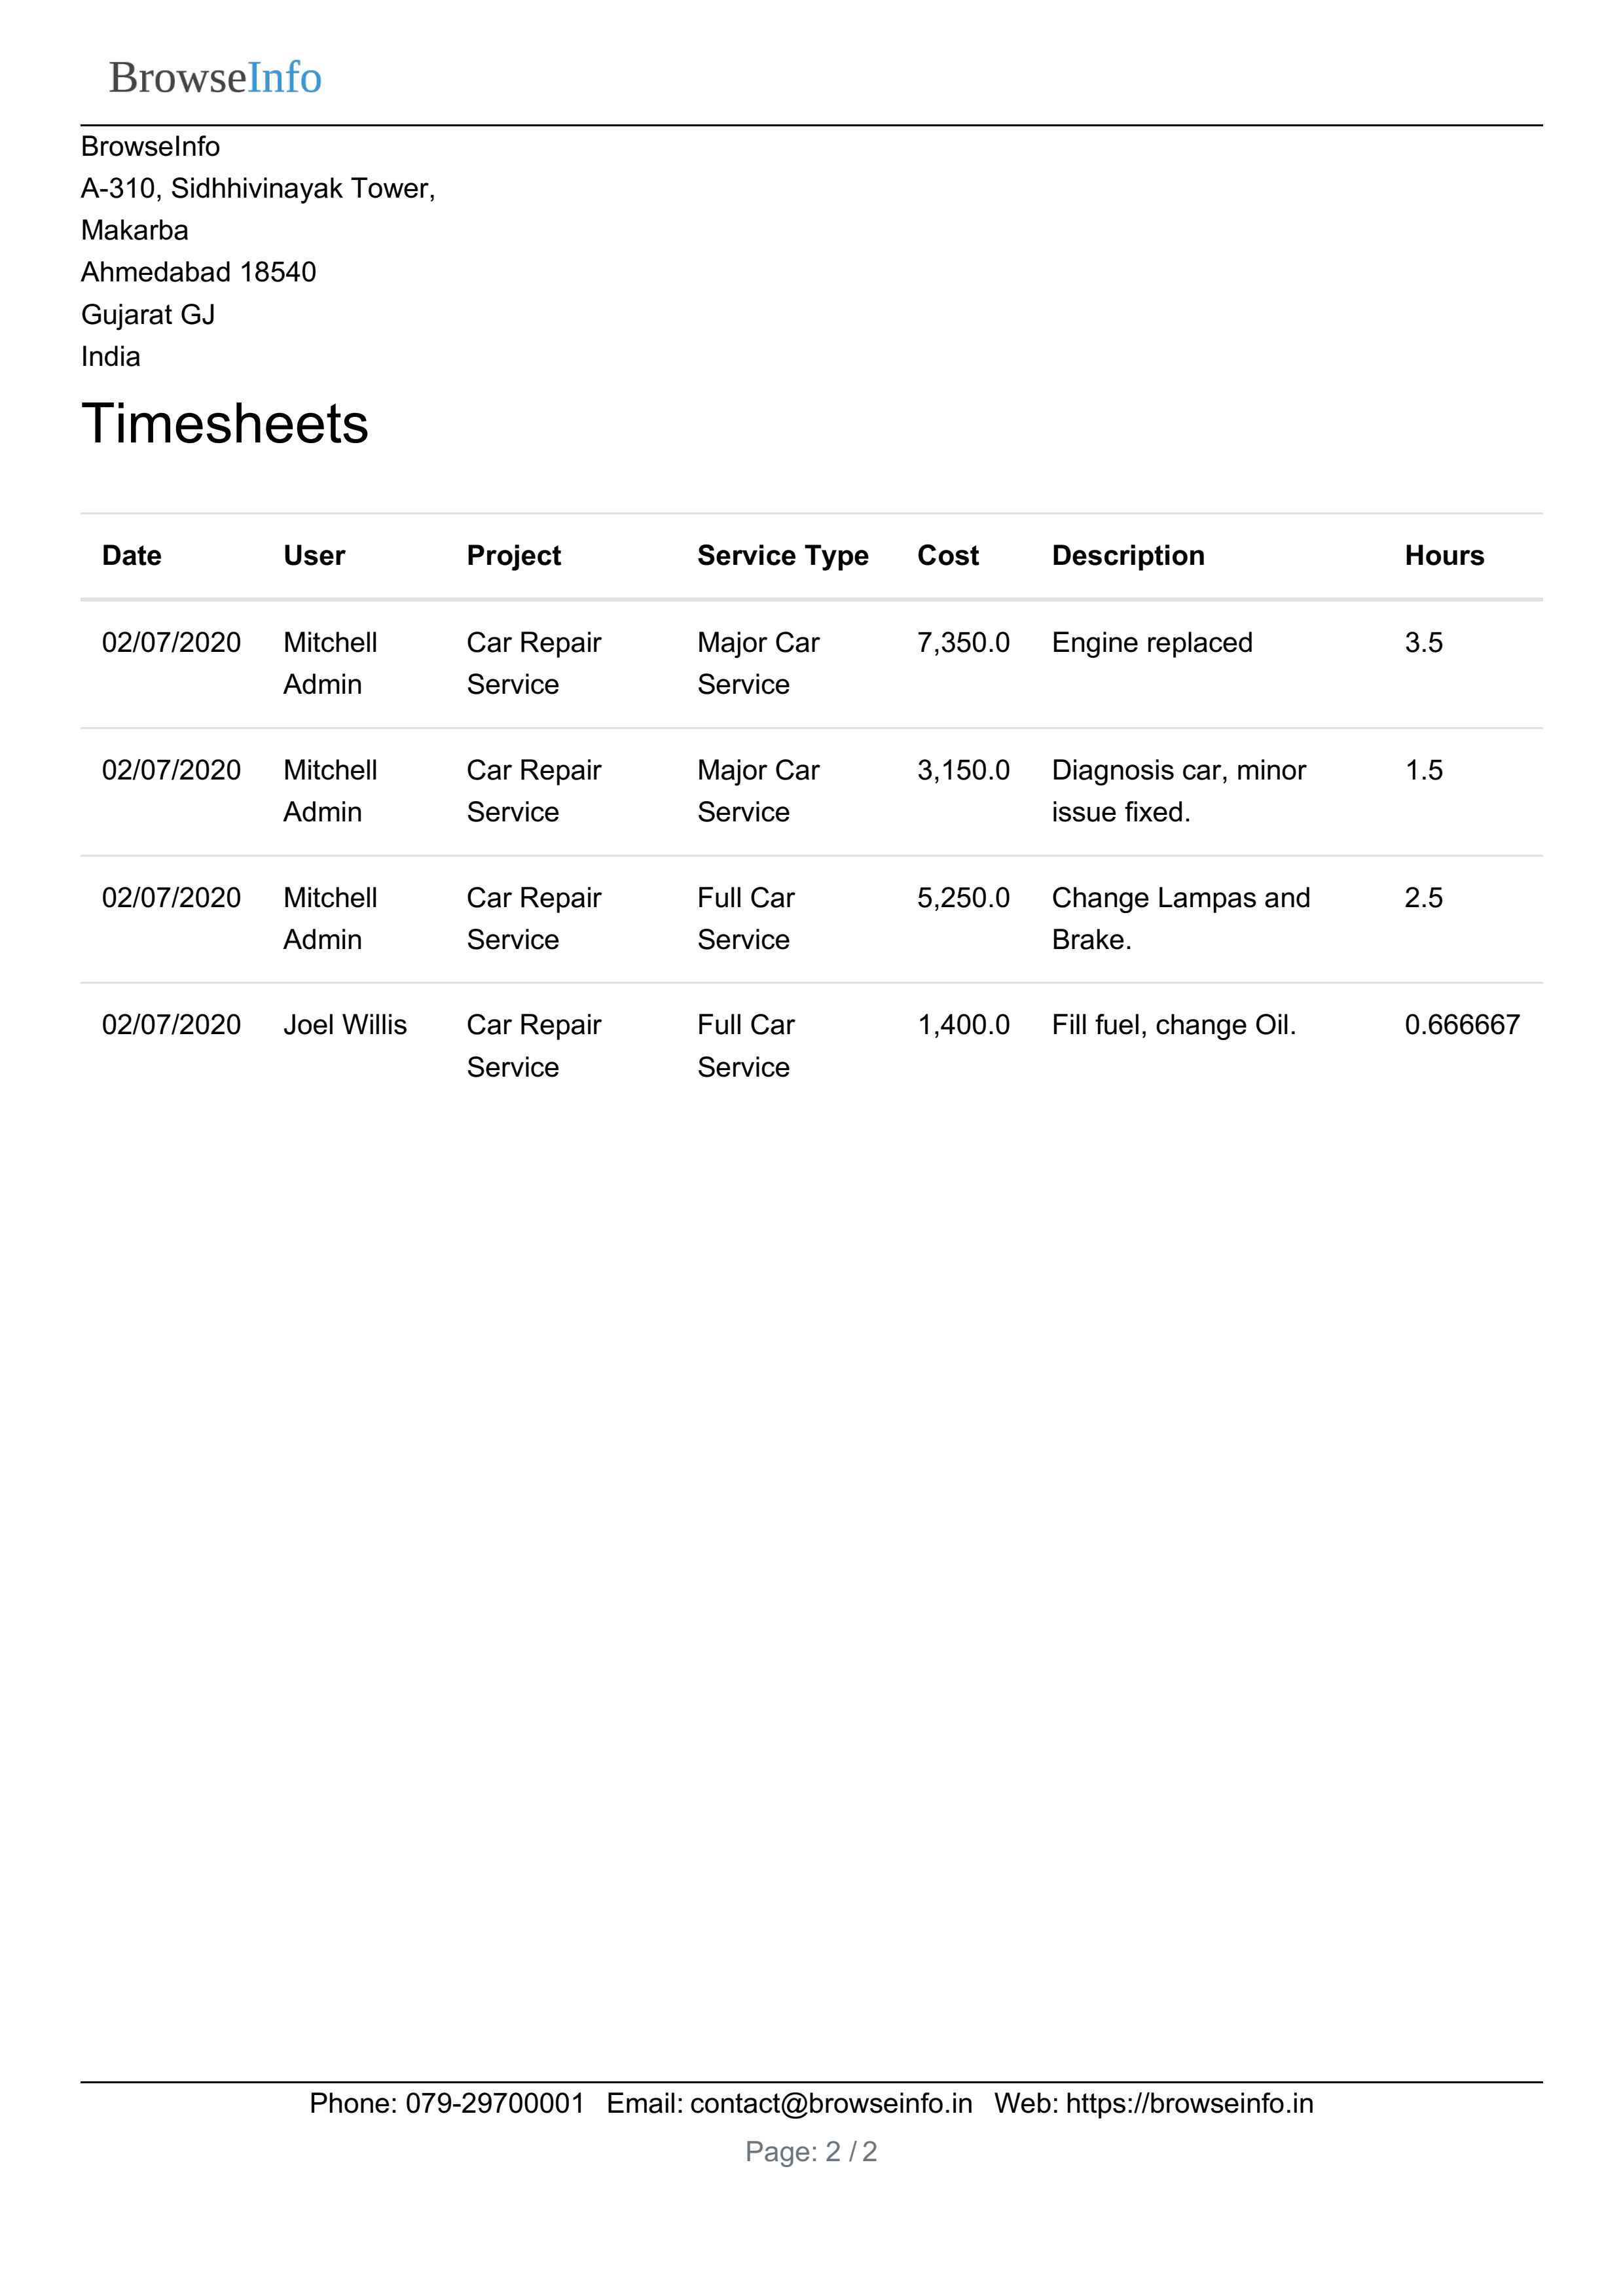 BrowseInfo
BrowseInfo
A-310, Sidhhivinayak Tower,
Makarba
Ahmedabad 18540
Gujarat GJ
India
Timesheets
Date User Project Service Type Cost Description Hours
02/07/2020 Mitchell Car Repair Major Car 7,350.0 Engine replaced 3.5
Admin Service Service
02/07/2020 Mitchell Car Repair Major Car 3,150.0 Diagnosis car, minor 1.5
Admin Service Service issue fixed.
02/07/2020 Mitchell Car Repair Full Car 5,250.0 Change Lampas and 2.5
Admin Service Service Brake.
02/07/2020 Joel Willis Car Repair Full Car 1,400.0 Fill fuel, change Oil. 0.666667
Service Service
Phone: 079-29700001 Email: contact@browseinfo.in Web: https://browseinfo.in
Page: 2 / 2